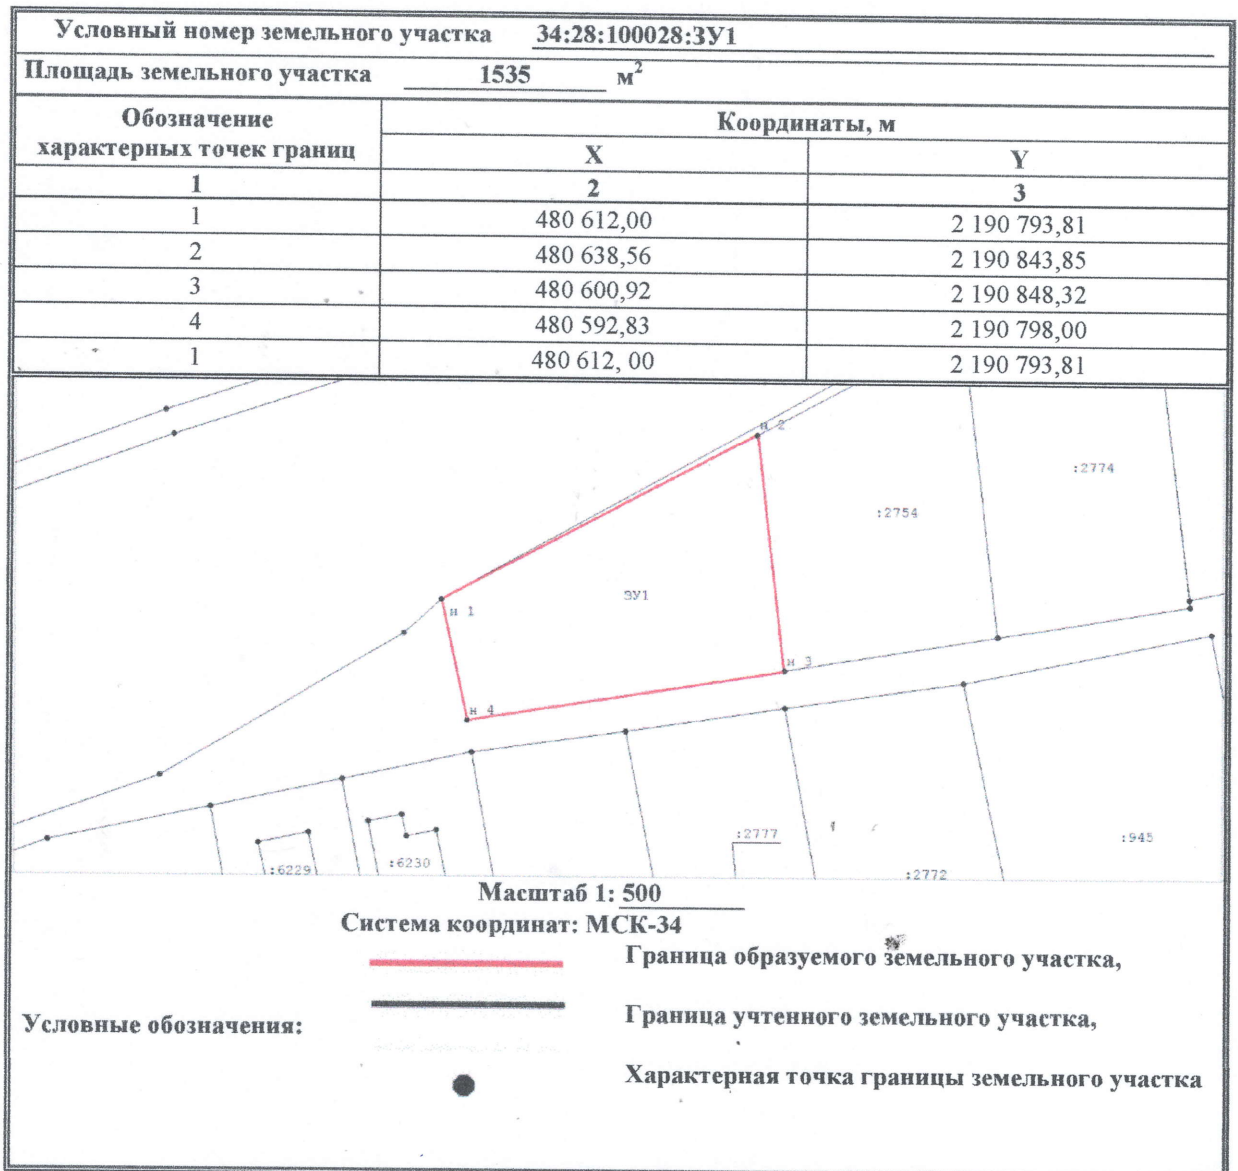 Условный номер земельного участка 34:28:100028:ЗУ1
Площадь земельного участка 1535 м²
Обозначение характерных точек границ
Координаты, м
X Y
1 2 3
1 480 612,00 2 190 793,81
2 480 638,56 2 190 843,85
3 480 600,92 2 190 848,32
4 480 592,83 2 190 798,00
1 480 612, 00 2 190 793,81
н 2
:2774
:2754
ЗУ1
н 1
н 3
н 4
:2777
:945
:6230
:6229
:2772
Масштаб 1: 500
Система координат: МСК-34
Граница образуемого земельного участка,
Условные обозначения:
Граница учтенного земельного участка,
Характерная точка границы земельного участка